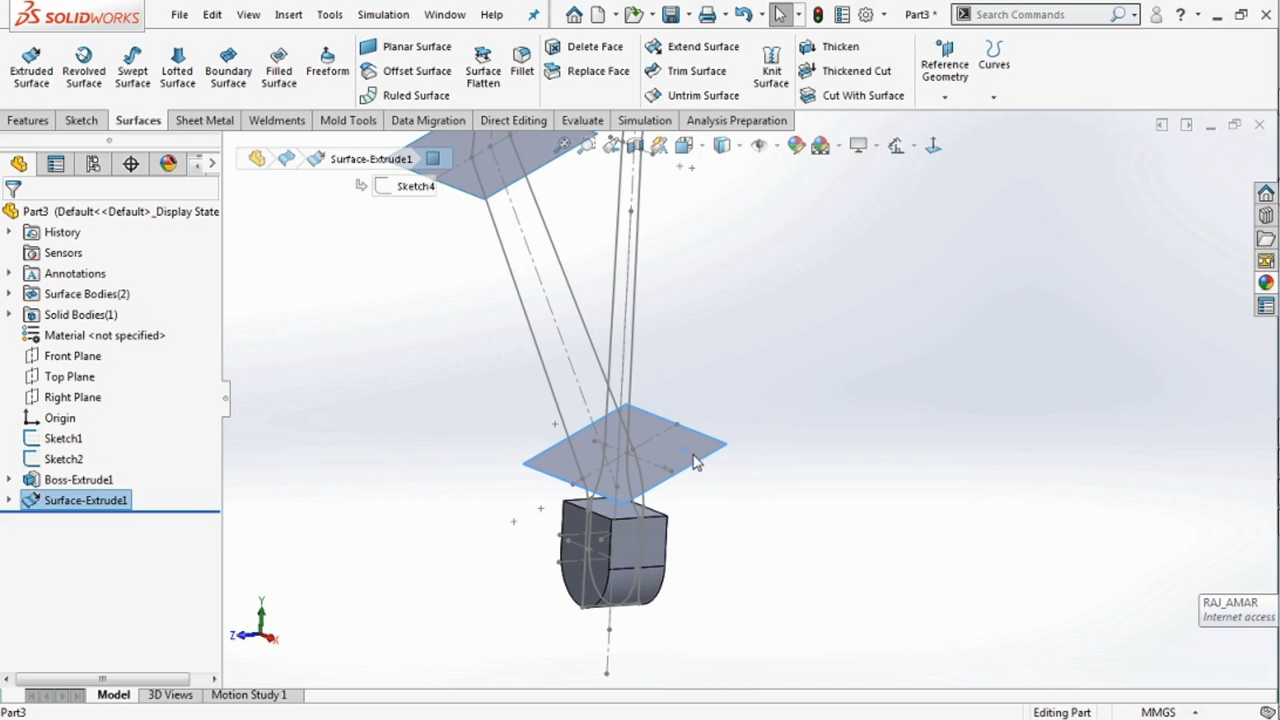 SOLIDWORKS File Edit View Insert Tools Simulation Window Help Part3 * Search Commands ?
Extruded Surface
Revolved Surface
Swept Surface
Lofted Surface
Boundary Surface
Filled Surface
Freeform
Planar Surface
Offset Surface
Ruled Surface
Surface Flatten
Fillet
Delete Face
Replace Face
Extend Surface
Trim Surface
Untrim Surface
Knit Surface
Thicken
Thickened Cut
Cut With Surface
Reference Geometry
Curves
Features Sketch Surfaces Sheet Metal Weldments Mold Tools Data Migration Direct Editing Evaluate Simulation Analysis Preparation
Surface-Extrude1
Sketch4
Part3 (Default<<Default>_Display State
History
Sensors
Annotations
Surface Bodies(2)
Solid Bodies(1)
Material <not specified>
Front Plane
Top Plane
Right Plane
Origin
Sketch1
Sketch2
Boss-Extrude1
Surface-Extrude1
Y
Z
X
RAJ_AMAR
Internet access
Model 3D Views Motion Study 1
Part3 Editing Part MMGS